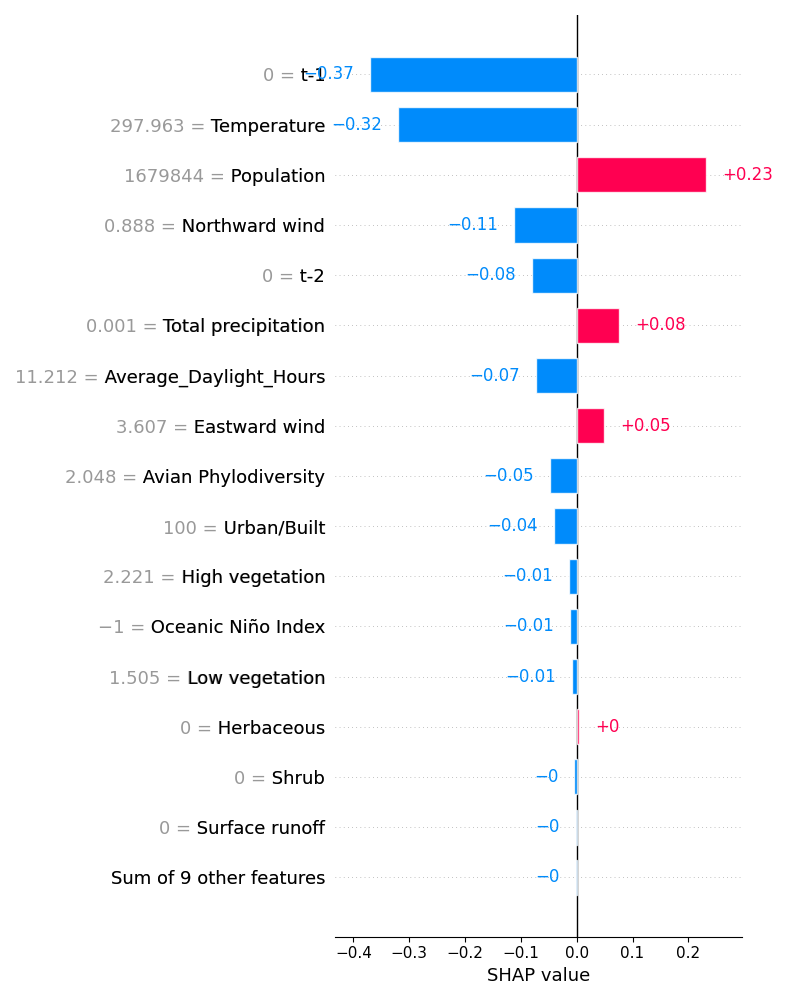 0 = t-1 −0.37
297.963 = Temperature −0.32
1679844 = Population +0.23
0.888 = Northward wind −0.11
0 = t-2 −0.08
0.001 = Total precipitation +0.08
11.212 = Average_Daylight_Hours −0.07
3.607 = Eastward wind +0.05
2.048 = Avian Phylodiversity −0.05
100 = Urban/Built −0.04
2.221 = High vegetation −0.01
−1 = Oceanic Niño Index −0.01
1.505 = Low vegetation −0.01
0 = Herbaceous +0
0 = Shrub −0
0 = Surface runoff −0
Sum of 9 other features −0
−0.4 −0.3 −0.2 −0.1 0.0 0.1 0.2
SHAP value